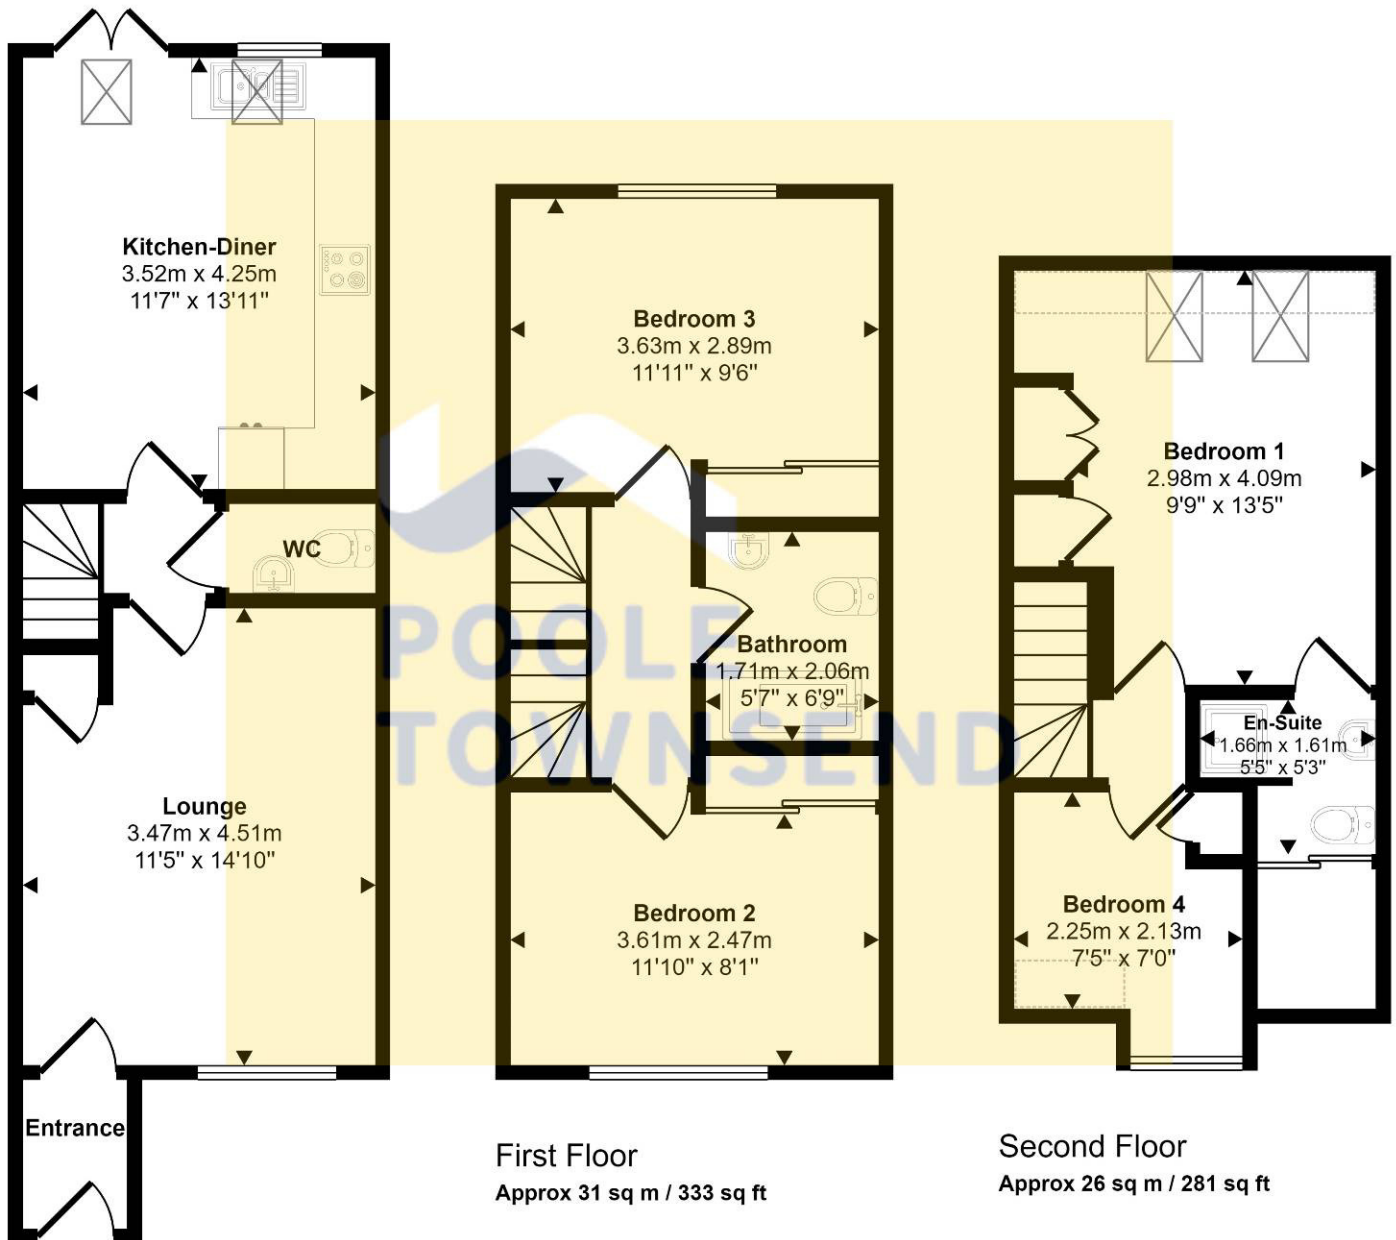 Kitchen-Diner
3.52m x 4.25m
11'7" x 13'11"
WC
Lounge
3.47m x 4.51m
11'5" x 14'10"
Entrance
Bedroom 3
3.63m x 2.89m
11'11" x 9'6"
Bathroom
1.71m x 2.06m
5'7" x 6'9"
Bedroom 2
3.61m x 2.47m
11'10" x 8'1"
First Floor
Approx 31 sq m / 333 sq ft
Bedroom 1
2.98m x 4.09m
9'9" x 13'5"
En-Suite
1.66m x 1.61m
5'5" x 5'3"
Bedroom 4
2.25m x 2.13m
7'5" x 7'0"
Second Floor
Approx 26 sq m / 281 sq ft
POOLE
TOWNSEND